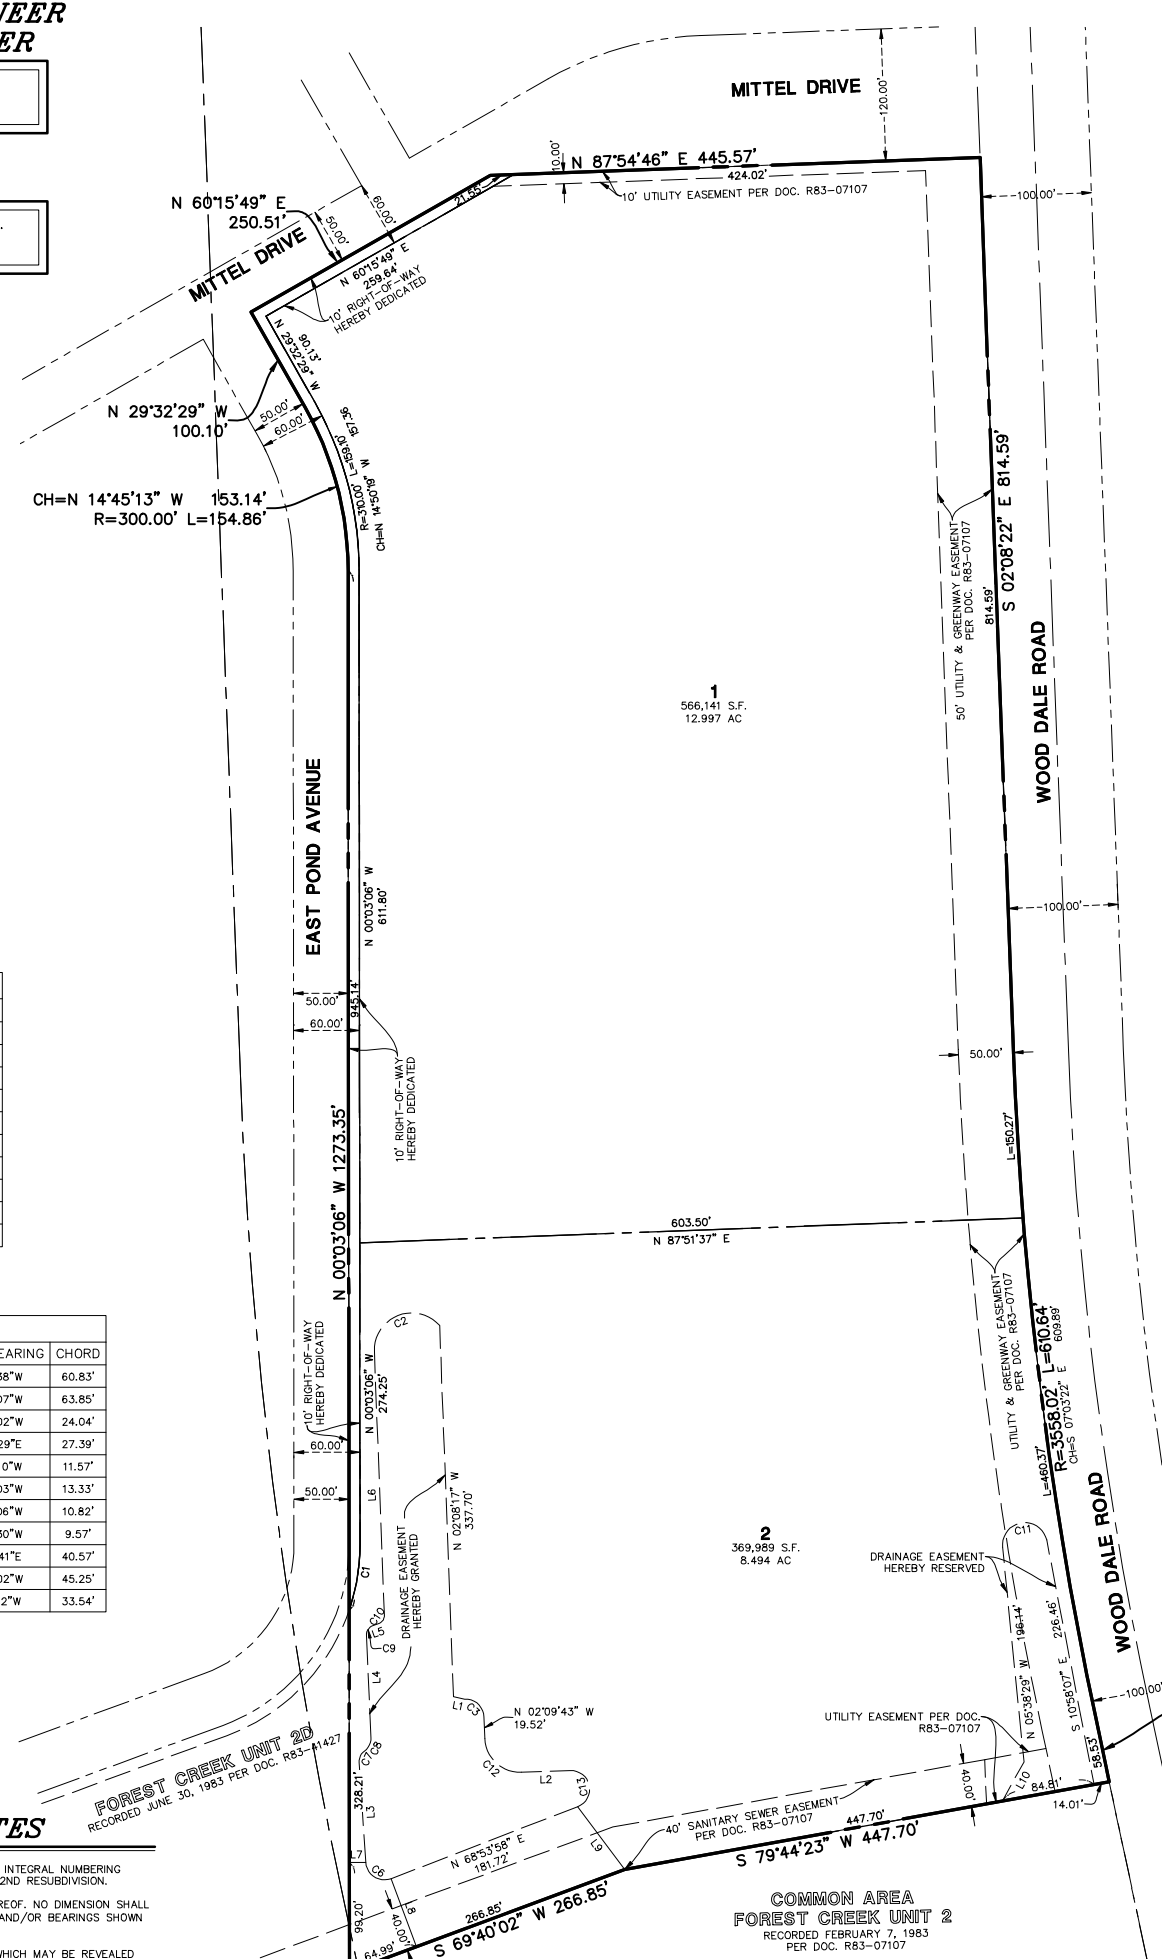 NEER
ER
MITTEL DRIVE
120.00'
10.00'
N 87°54'46" E 445.57'
424.02'
10' UTILITY EASEMENT PER DOC. R83-07107
100.00'
21.55'
N 60°15'49" E
250.51'
50.00'
60.00'
MITTEL DRIVE
N 60°15'49" E
259.64'
10' RIGHT-OF-WAY
HEREBY DEDICATED
90.13'
N 29°32'29" W
N 29°32'29" W
100.10'
50.00'
60.00'
CH=N 14°45'13" W 153.14'
R=300.00' L=154.86'
R=310.00' L=159.10'
CH=N 14°50'19" W 157.36
S 02°08'22" E 814.59'
814.59'
50' UTILITY & GREENWAY EASEMENT
PER DOC. R83-07107
WOOD DALE ROAD
1
566,141 S.F.
12.997 AC
EAST POND AVENUE
N 00°03'06" W
611.80'
100.00'
50.00'
945.14'
60.00'
10' RIGHT-OF-WAY
HEREBY DEDICATED
50.00'
L=150.27'
N 00°03'06" W 1273.35'
603.50'
N 87°51'37" E
UTILITY & GREENWAY EASEMENT
PER DOC. R83-07107
R=3558.02' L=610.64'
CH=S 07°03'22" E
609.89'
L=460.37'
10' RIGHT-OF-WAY
HEREBY DEDICATED
C2
N 00°03'06" W
274.25'
60.00'
50.00'
L6
N 02°08'17" W
337.70'
DRAINAGE EASEMENT
HEREBY GRANTED
2
369,989 S.F.
8.494 AC
C11
DRAINAGE EASEMENT
HEREBY RESERVED
WOOD DALE ROAD
EARING CHORD
38"W 60.83'
07"W 63.85'
02"W 24.04'
29"E 27.39'
0"W 11.57'
03"W 13.33'
06"W 10.82'
30"W 9.57'
41"E 40.57'
02"W 45.25'
2"W 33.54'
C1
C10
L5
C9
L4
L1 C3
N 02°09'43" W
19.52'
196.14'
N 05°38'29" W
226.46'
S 10°58'07" E
100.00'
UTILITY EASEMENT PER DOC.
R83-07107
58.53'
C7 C8
C12
L2
C13
40.00'
L10
84.81'
14.01'
FOREST CREEK UNIT 2D
RECORDED JUNE 30, 1983 PER DOC. R83-41427
328.21'
L3
40' SANITARY SEWER EASEMENT
PER DOC. R83-07107
447.70'
S 79°44'23" W 447.70'
N 68°53'58" E
181.72'
L9
L7
C6
L8
99.20'
40.00'
64.99'
266.85'
S 69°40'02" W 266.85'
TES
INTEGRAL NUMBERING
2ND RESUBDIVISION.
REOF. NO DIMENSION SHALL
AND/OR BEARINGS SHOWN
WHICH MAY BE REVEALED
COMMON AREA
FOREST CREEK UNIT 2
RECORDED FEBRUARY 7, 1983
PER DOC. R83-07107